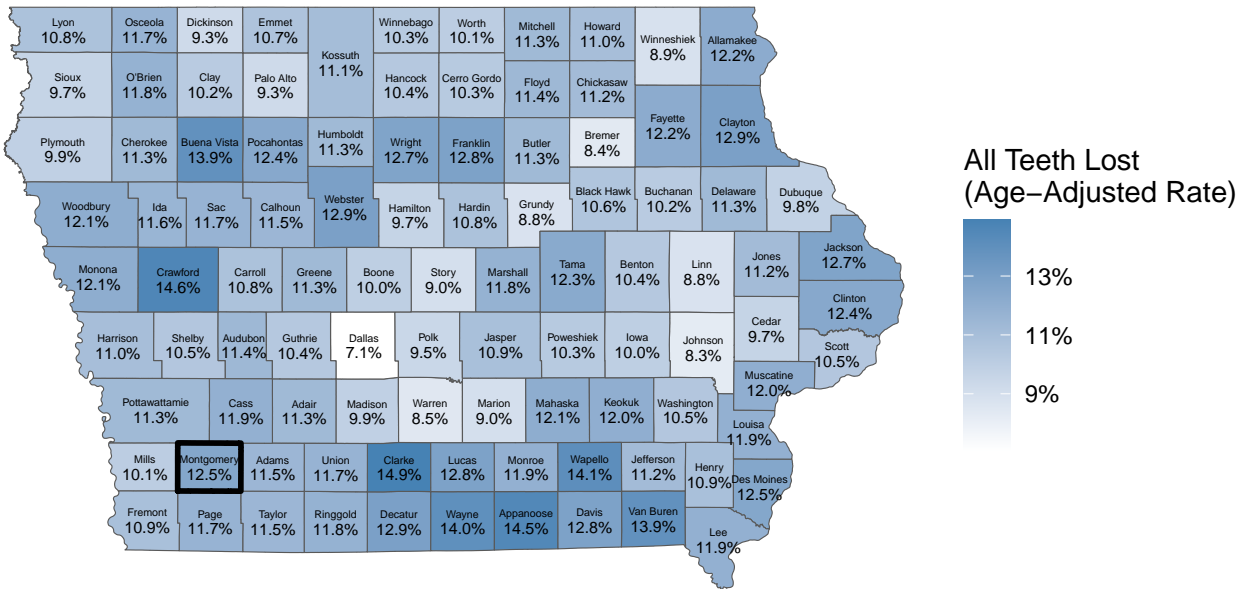 Lyon
10.8%
Osceola
11.7%
Dickinson
9.3%
Emmet
10.7%
Kossuth
11.1%
Winnebago
10.3%
Worth
10.1%
Mitchell
11.3%
Howard
11.0%
Winneshiek
8.9%
Allamakee
12.2%
Sioux
9.7%
O'Brien
11.8%
Clay
10.2%
Palo Alto
9.3%
Hancock
10.4%
Cerro Gordo
10.3%
Floyd
11.4%
Chickasaw
11.2%
Fayette
12.2%
Clayton
12.9%
Plymouth
9.9%
Cherokee
11.3%
Buena Vista
13.9%
Pocahontas
12.4%
Humboldt
11.3%
Wright
12.7%
Franklin
12.8%
Butler
11.3%
Bremer
8.4%
Woodbury
12.1%
Ida
11.6%
Sac
11.7%
Calhoun
11.5%
Webster
12.9%
Hamilton
9.7%
Hardin
10.8%
Grundy
8.8%
Black Hawk
10.6%
Buchanan
10.2%
Delaware
11.3%
Dubuque
9.8%
Monona
12.1%
Crawford
14.6%
Carroll
10.8%
Greene
11.3%
Boone
10.0%
Story
9.0%
Marshall
11.8%
Tama
12.3%
Benton
10.4%
Linn
8.8%
Jones
11.2%
Jackson
12.7%
Clinton
12.4%
Harrison
11.0%
Shelby
10.5%
Audubon
11.4%
Guthrie
10.4%
Dallas
7.1%
Polk
9.5%
Jasper
10.9%
Poweshiek
10.3%
Iowa
10.0%
Johnson
8.3%
Cedar
9.7%
Scott
10.5%
Muscatine
12.0%
Pottawattamie
11.3%
Cass
11.9%
Adair
11.3%
Madison
9.9%
Warren
8.5%
Marion
9.0%
Mahaska
12.1%
Keokuk
12.0%
Washington
10.5%
Louisa
11.9%
Mills
10.1%
Montgomery
12.5%
Adams
11.5%
Union
11.7%
Clarke
14.9%
Lucas
12.8%
Monroe
11.9%
Wapello
14.1%
Jefferson
11.2%
Henry
10.9%
Des Moines
12.5%
Fremont
10.9%
Page
11.7%
Taylor
11.5%
Ringgold
11.8%
Decatur
12.9%
Wayne
14.0%
Appanoose
14.5%
Davis
12.8%
Van Buren
13.9%
Lee
11.9%
All Teeth Lost
(Age−Adjusted Rate)
13%
11%
9%